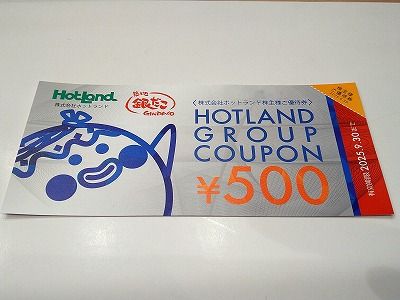 HotLand
株式会社ホットランド
築地
銀だこ
GINDACO
《株式会社ホットランド株主様ご優待券》
HOTLAND
GROUP
COUPON
¥500
有効期限 2025.9.30まで